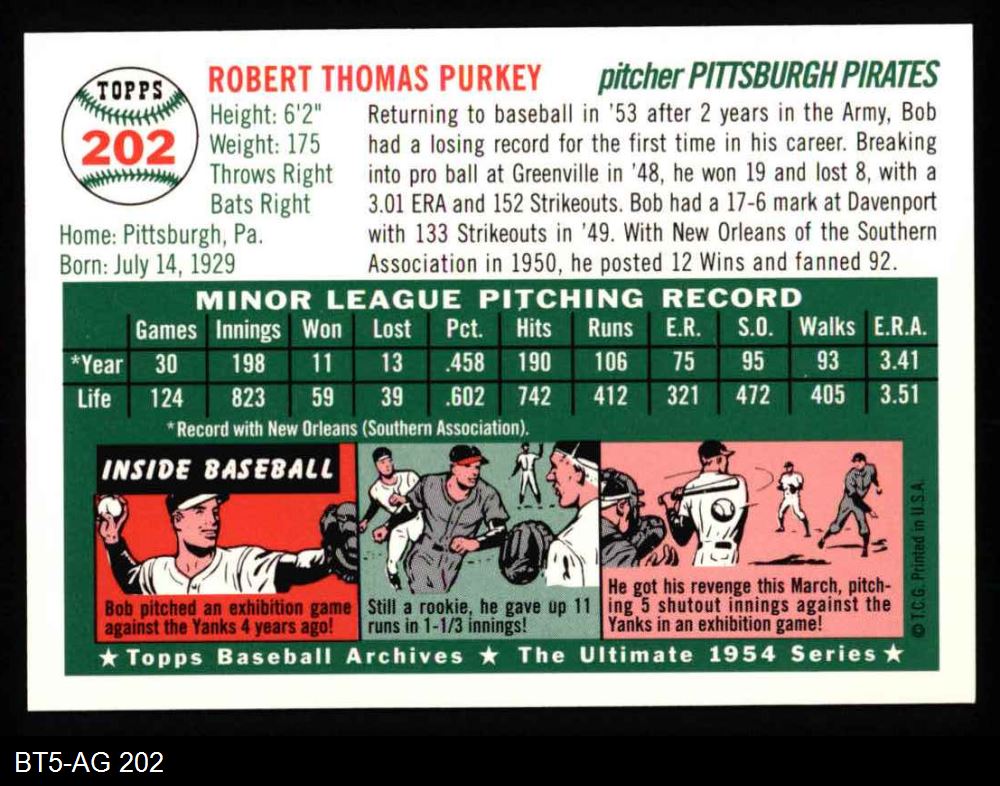 TOPPS
202
ROBERT THOMAS PURKEY
pitcher PITTSBURGH PIRATES
Height: 6'2"
Weight: 175
Throws Right
Bats Right
Home: Pittsburgh, Pa.
Born: July 14, 1929
Returning to baseball in '53 after 2 years in the Army, Bob
had a losing record for the first time in his career. Breaking
into pro ball at Greenville in '48, he won 19 and lost 8, with a
3.01 ERA and 152 Strikeouts. Bob had a 17-6 mark at Davenport
with 133 Strikeouts in '49. With New Orleans of the Southern
Association in 1950, he posted 12 Wins and fanned 92.
MINOR LEAGUE PITCHING RECORD
Games Innings Won Lost Pct. Hits Runs E.R. S.O. Walks E.R.A.
*Year 30 198 11 13 .458 190 106 75 95 93 3.41
Life 124 823 59 39 .602 742 412 321 472 405 3.51
*Record with New Orleans (Southern Association).
INSIDE BASEBALL
Bob pitched an exhibition game
against the Yanks 4 years ago!
Still a rookie, he gave up 11
runs in 1-1/3 innings!
He got his revenge this March, pitch-
ing 5 shutout innings against the
Yanks in an exhibition game!
© T.C.G. Printed in U.S.A.
★ Topps Baseball Archives ★ The Ultimate 1954 Series ★
BT5-AG 202